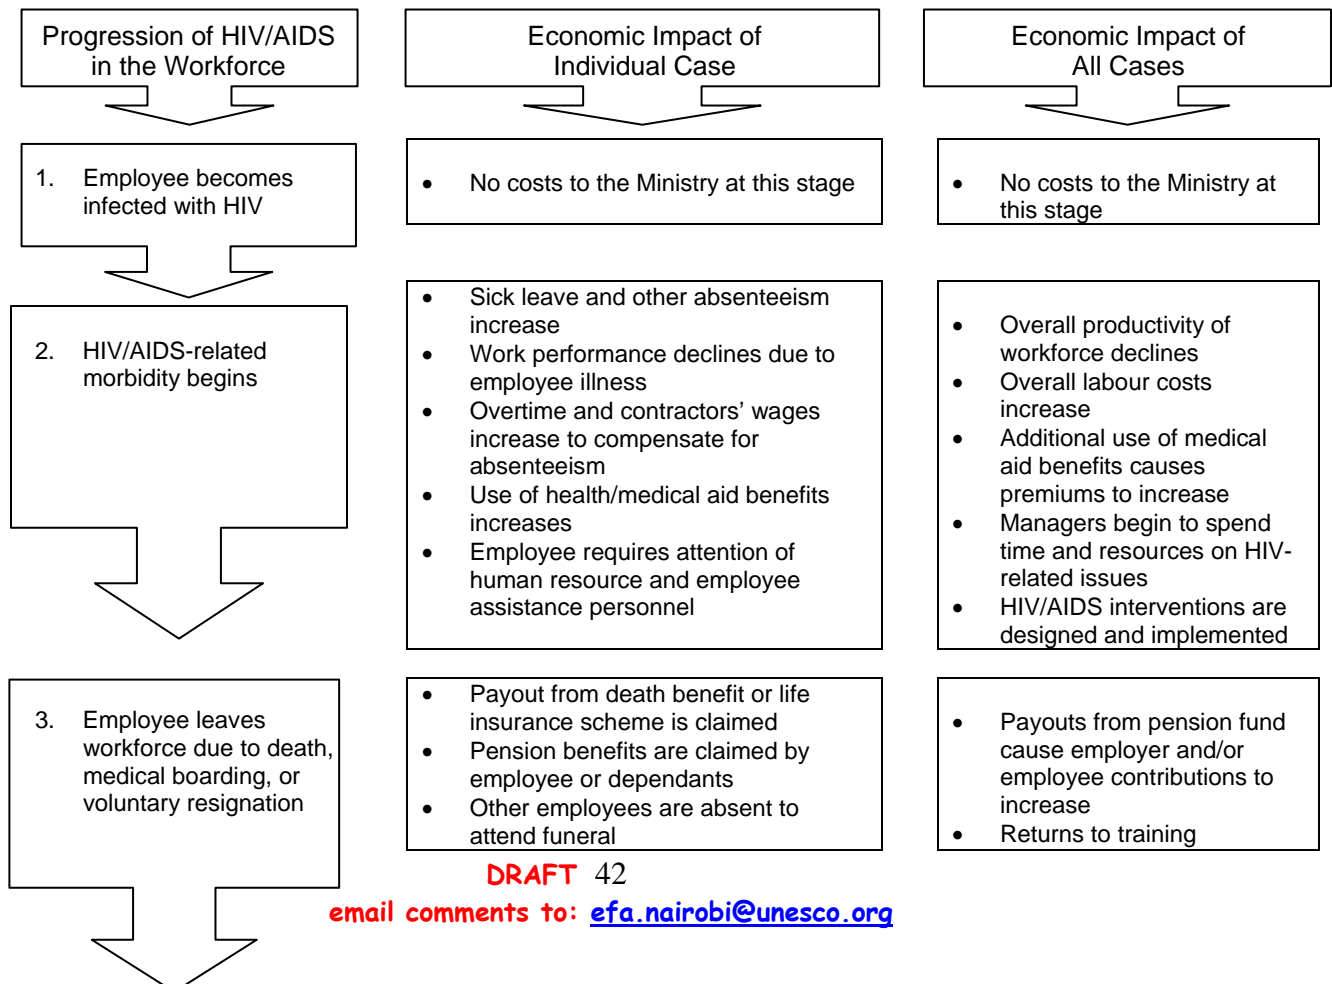 Progression of HIV/AIDS
in the Workforce
Economic Impact of
Individual Case
Economic Impact of
All Cases
1. Employee becomes
infected with HIV
• No costs to the Ministry at this stage
• No costs to the Ministry at
this stage
2. HIV/AIDS-related
morbidity begins
• Sick leave and other absenteeism
increase
• Work performance declines due to
employee illness
• Overtime and contractors’ wages
increase to compensate for
absenteeism
• Use of health/medical aid benefits
increases
• Employee requires attention of
human resource and employee
assistance personnel
• Overall productivity of
workforce declines
• Overall labour costs
increase
• Additional use of medical
aid benefits causes
premiums to increase
• Managers begin to spend
time and resources on HIV-
related issues
• HIV/AIDS interventions are
designed and implemented
3. Employee leaves
workforce due to death,
medical boarding, or
voluntary resignation
• Payout from death benefit or life
insurance scheme is claimed
• Pension benefits are claimed by
employee or dependants
• Other employees are absent to
attend funeral
• Payouts from pension fund
cause employer and/or
employee contributions to
increase
• Returns to training
DRAFT 42
email comments to: efa.nairobi@unesco.org